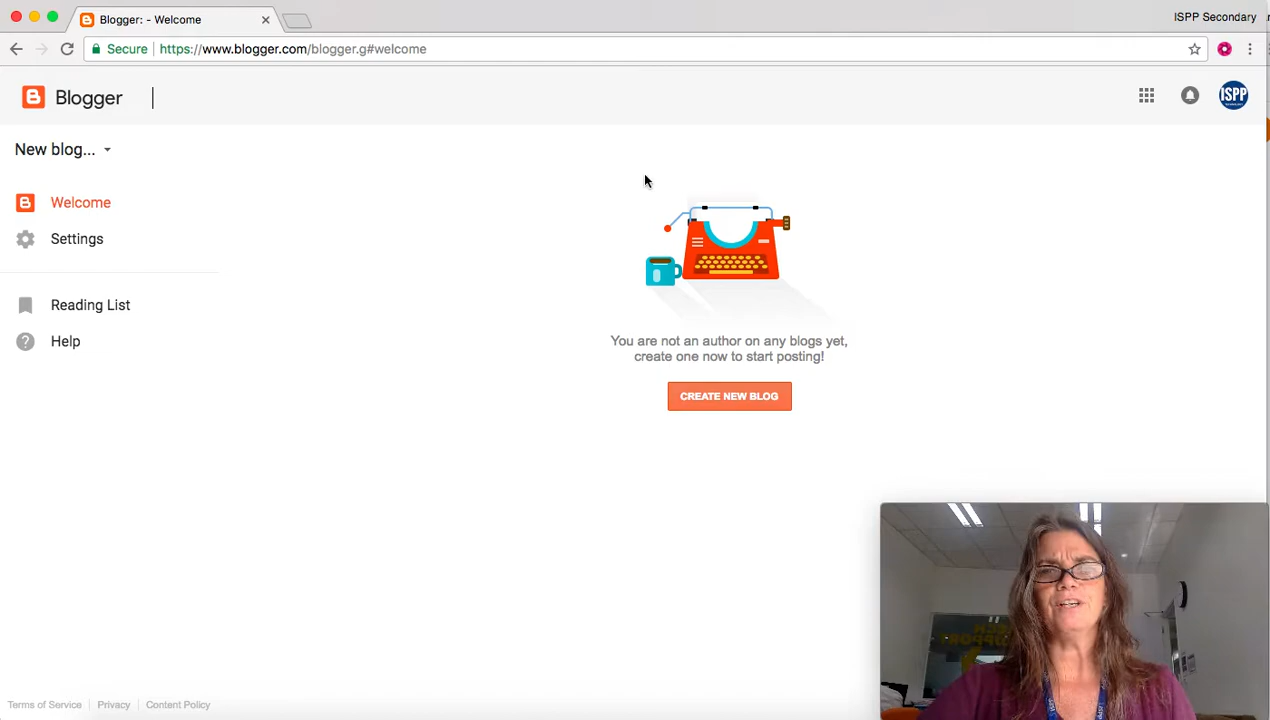 Blogger: - Welcome
ISPP Secondary
Secure https://www.blogger.com/blogger.g#welcome
Blogger
ISPP
New blog...
Welcome
Settings
Reading List
Help
You are not an author on any blogs yet,
create one now to start posting!
CREATE NEW BLOG
Terms of Service
Privacy
Content Policy